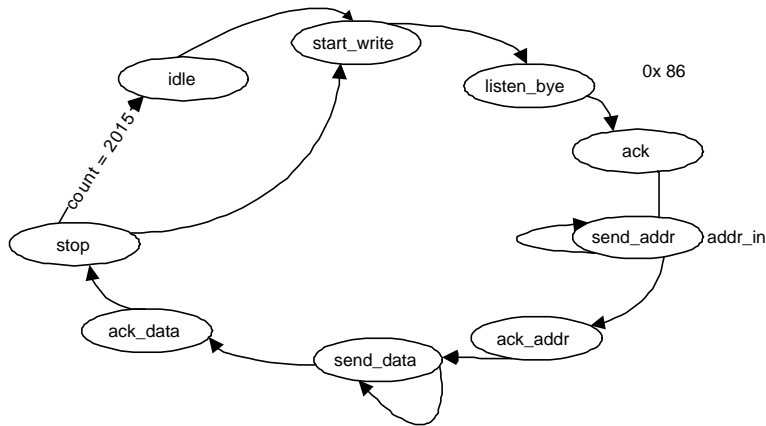 start_write
idle
listen_bye
0x 86
count = 2015
ack
stop
send_addr
addr_in
ack_data
ack_addr
send_data